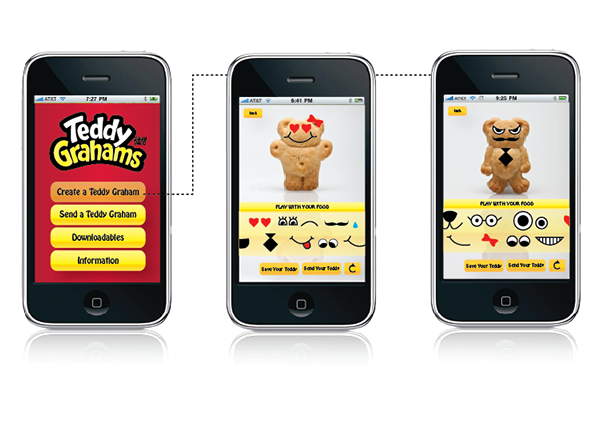 AT&T
7:27 PM
Teddy
Grahams
Create a Teddy Graham
Send a Teddy Graham
Downloadables
Information
AT&T
6:41 PM
back
PLAY WITH YOUR FOOD
Save Your Teddy
Send Your Teddy
AT&T
9:25 PM
back
PLAY WITH YOUR FOOD
Save Your Teddy
Send Your Teddy